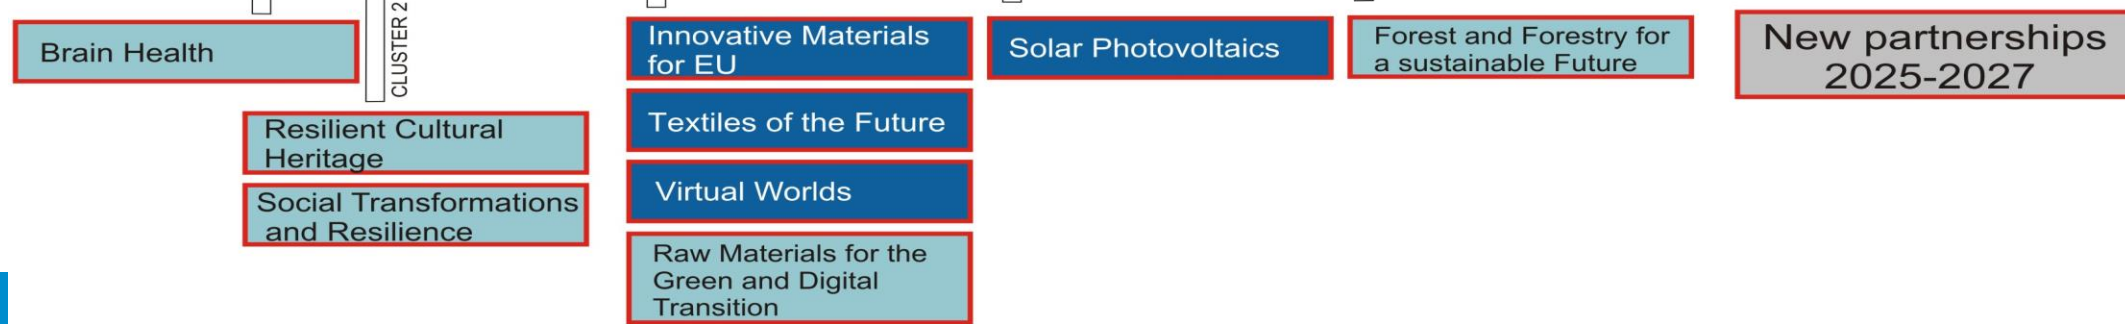 Brain Health
CLUSTER 2
Resilient Cultural
Heritage
Social Transformations
and Resilience
Innovative Materials
for EU
Textiles of the Future
Virtual Worlds
Raw Materials for the
Green and Digital
Transition
Solar Photovoltaics
Forest and Forestry for
a sustainable Future
New partnerships
2025-2027